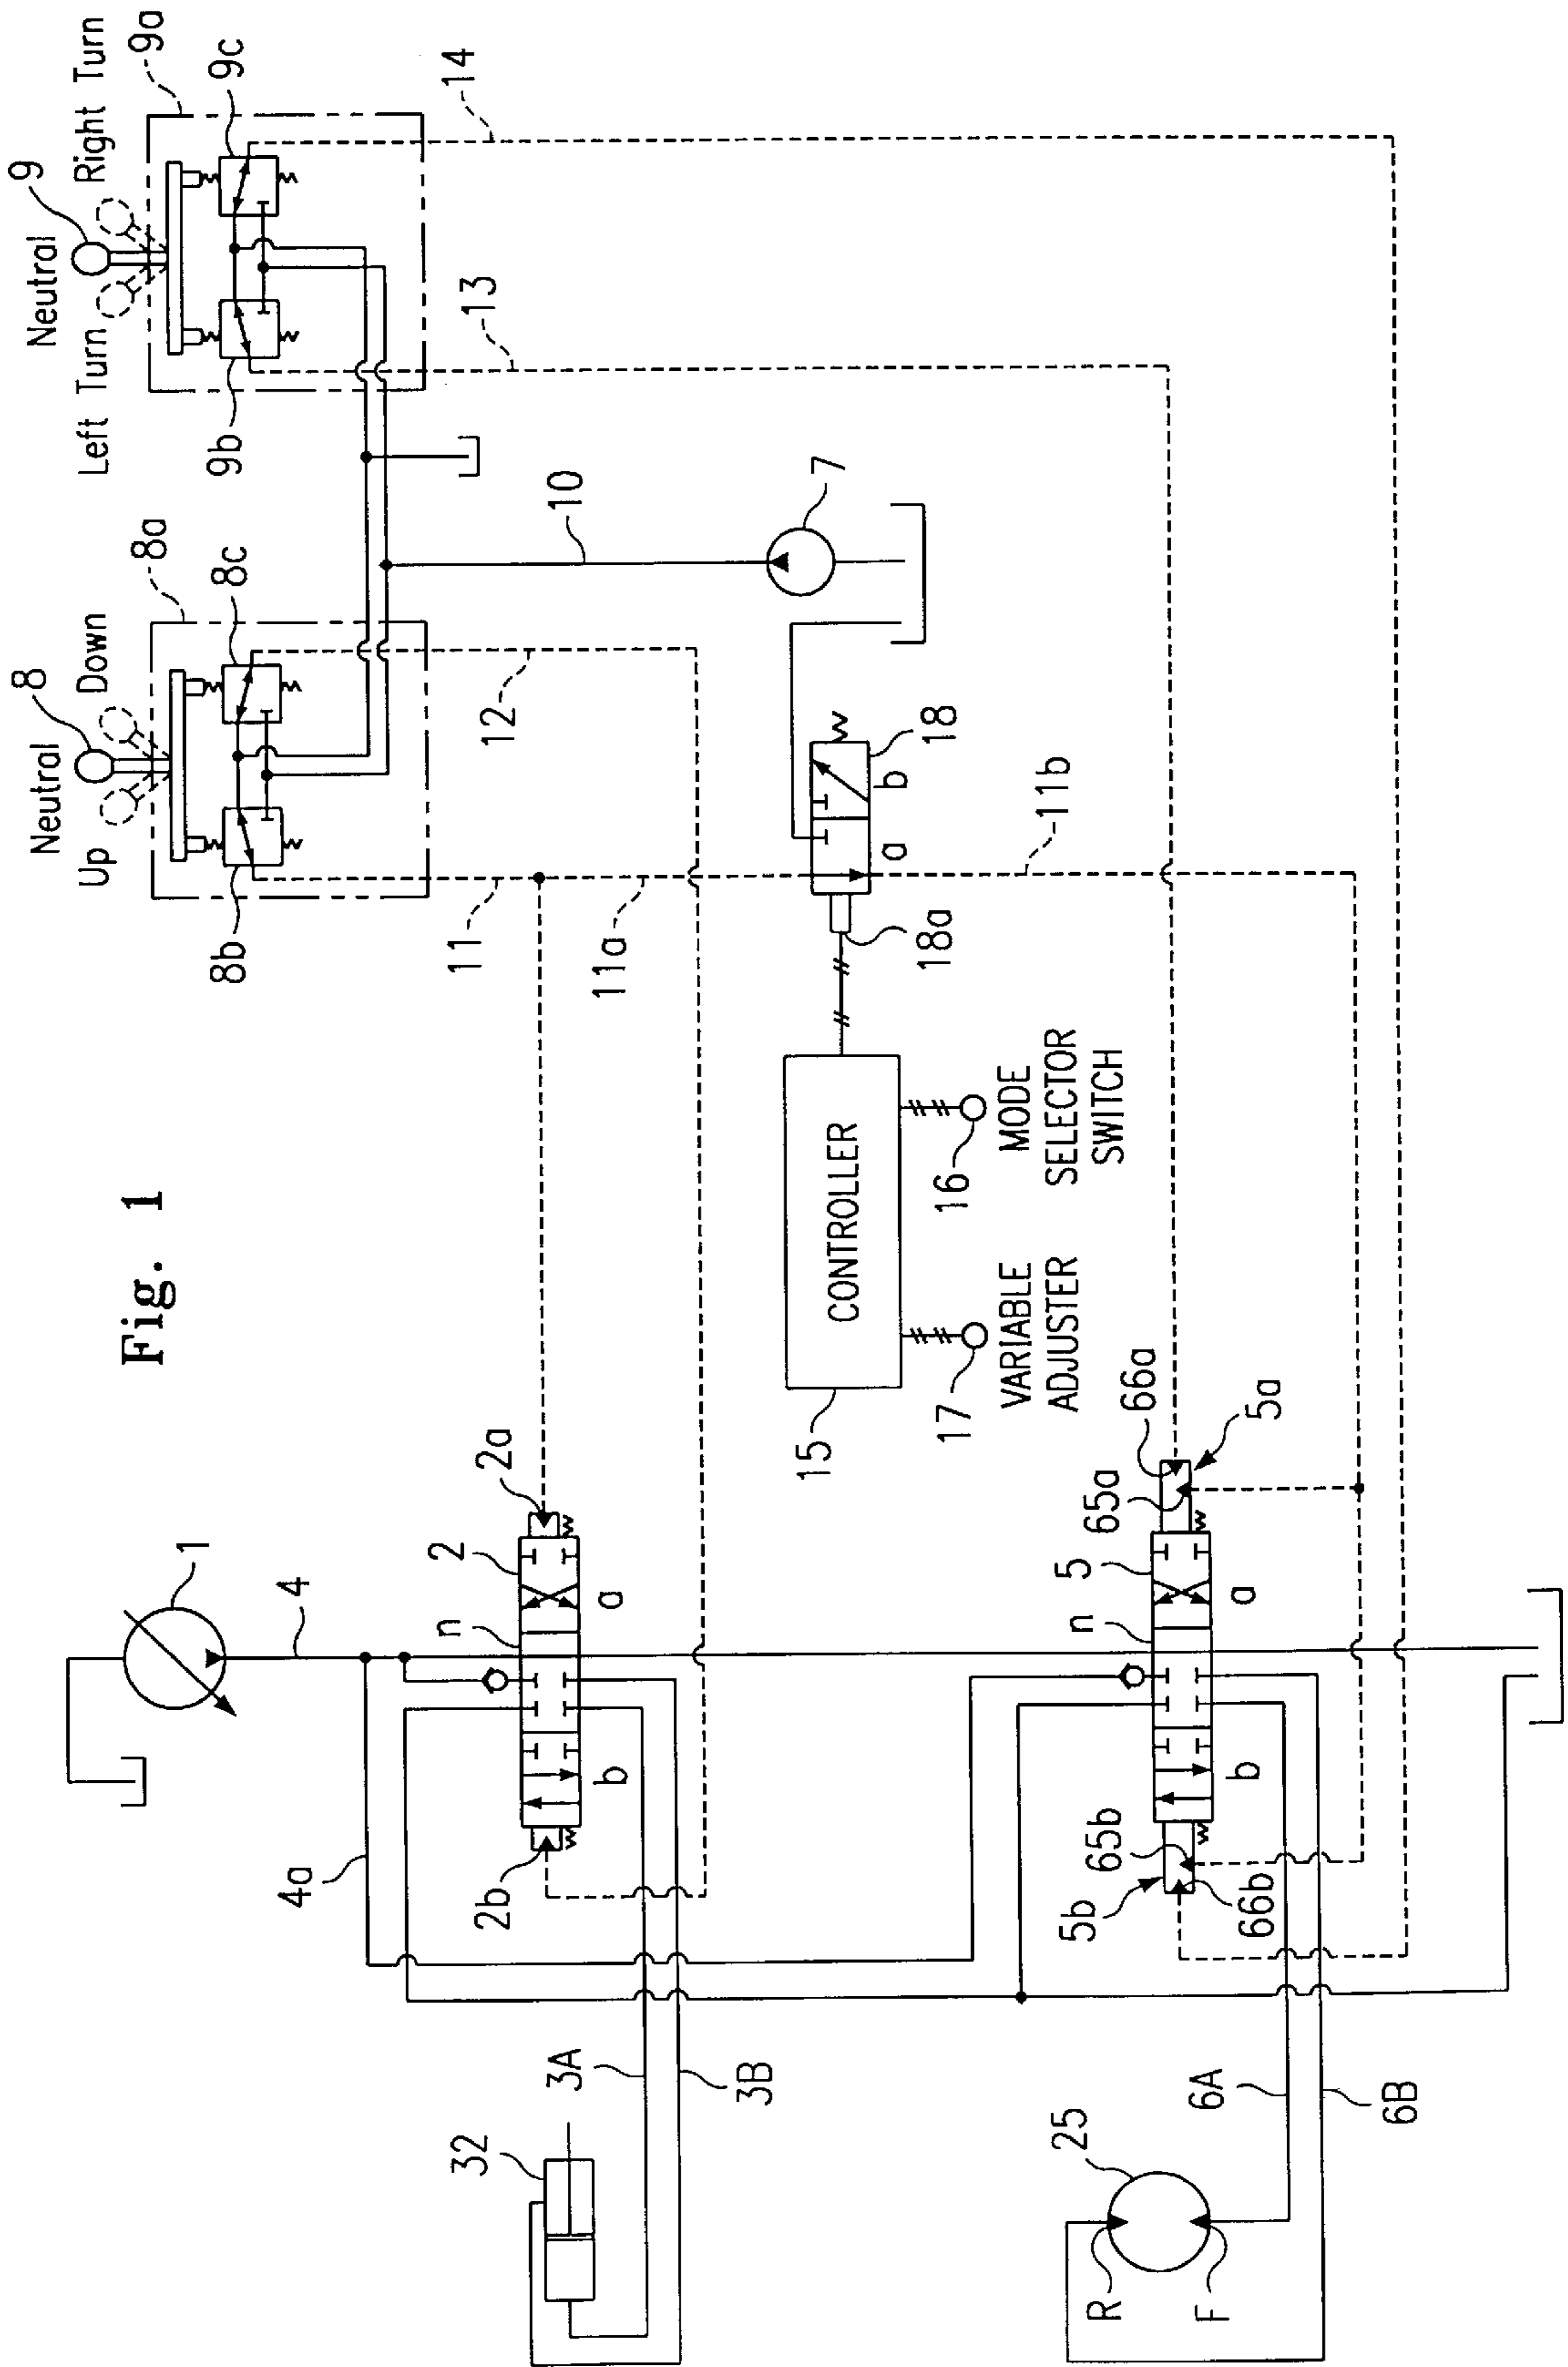 Fig. 1
Neutral
8
Up
Down
8a
8b
8c
Neutral
9
Left Turn
Right Turn
9a
9b
9c
1
4
4a
2
2a
2b
n
a
b
11
11a
12
10
13
14
7
18
a
b
18a
11b
CONTROLLER
15
16
MODE
SELECTOR
SWITCH
17
VARIABLE
ADJUSTER
32
3A
3B
5
n
a
b
65a
66a
5a
65b
5b
66b
25
R
F
6A
6B